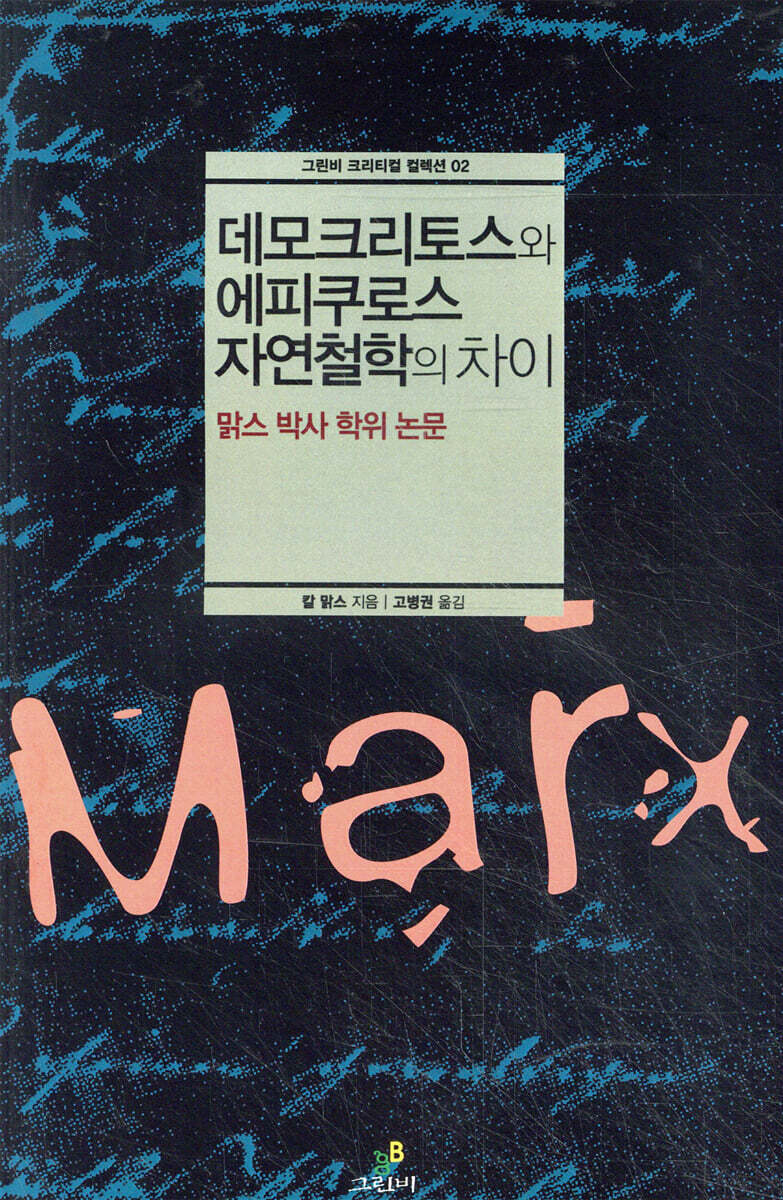 그린비 크리티컬 컬렉션 02
데모크리토스와
에피쿠로스
자연철학의 차이
맑스 박사 학위 논문
칼 맑스 지음 | 고병권 옮김
Marx
gB
그린비